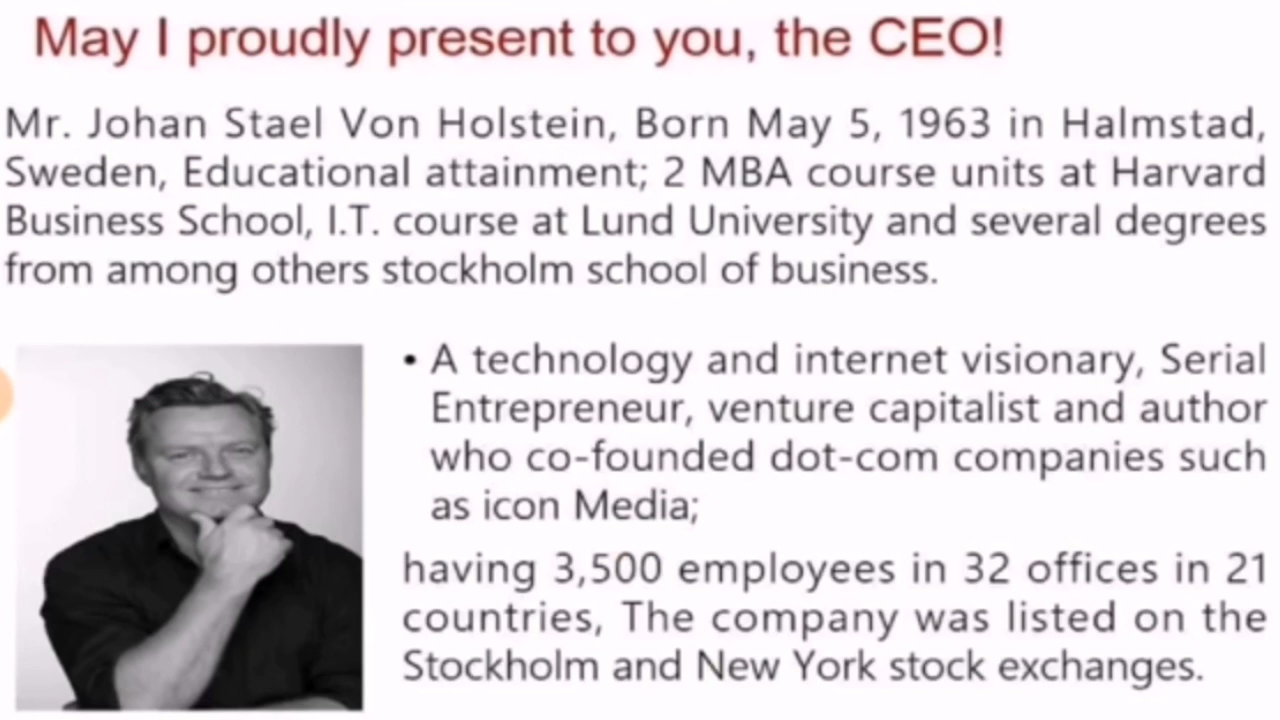 May I proudly present to you, the CEO!
Mr. Johan Stael Von Holstein, Born May 5, 1963 in Halmstad,
Sweden, Educational attainment; 2 MBA course units at Harvard
Business School, I.T. course at Lund University and several degrees
from among others stockholm school of business.
• A technology and internet visionary, Serial
Entrepreneur, venture capitalist and author
who co-founded dot-com companies such
as icon Media;
having 3,500 employees in 32 offices in 21
countries, The company was listed on the
Stockholm and New York stock exchanges.